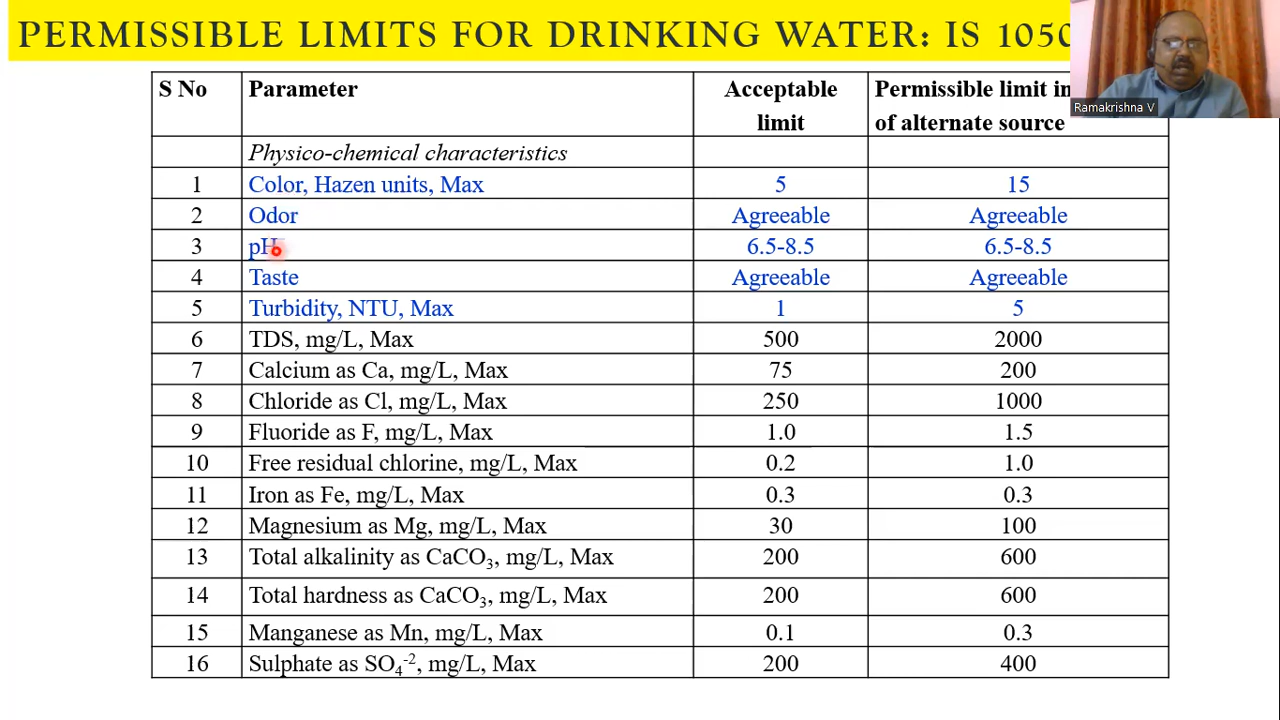 PERMISSIBLE LIMITS FOR DRINKING WATER: IS 1050
Ramakrishna V
S No Parameter Acceptable limit Permissible limit in of alternate source
Physico-chemical characteristics
1 Color, Hazen units, Max 5 15
2 Odor Agreeable Agreeable
3 pH 6.5-8.5 6.5-8.5
4 Taste Agreeable Agreeable
5 Turbidity, NTU, Max 1 5
6 TDS, mg/L, Max 500 2000
7 Calcium as Ca, mg/L, Max 75 200
8 Chloride as Cl, mg/L, Max 250 1000
9 Fluoride as F, mg/L, Max 1.0 1.5
10 Free residual chlorine, mg/L, Max 0.2 1.0
11 Iron as Fe, mg/L, Max 0.3 0.3
12 Magnesium as Mg, mg/L, Max 30 100
13 Total alkalinity as CaCO₃, mg/L, Max 200 600
14 Total hardness as CaCO₃, mg/L, Max 200 600
15 Manganese as Mn, mg/L, Max 0.1 0.3
16 Sulphate as SO₄⁻², mg/L, Max 200 400